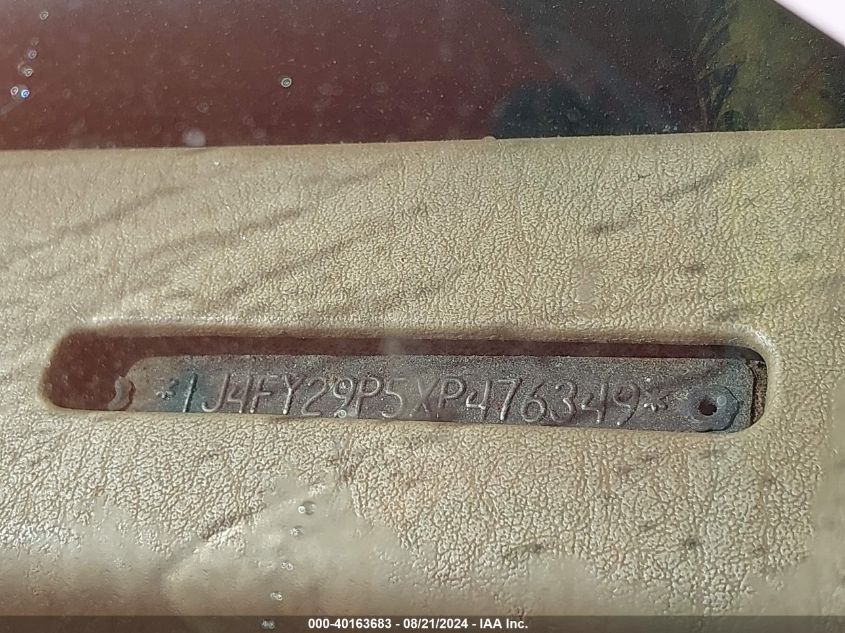 *1J4FY29P5XP476349*
000-40163683 - 08/21/2024 - IAA Inc.